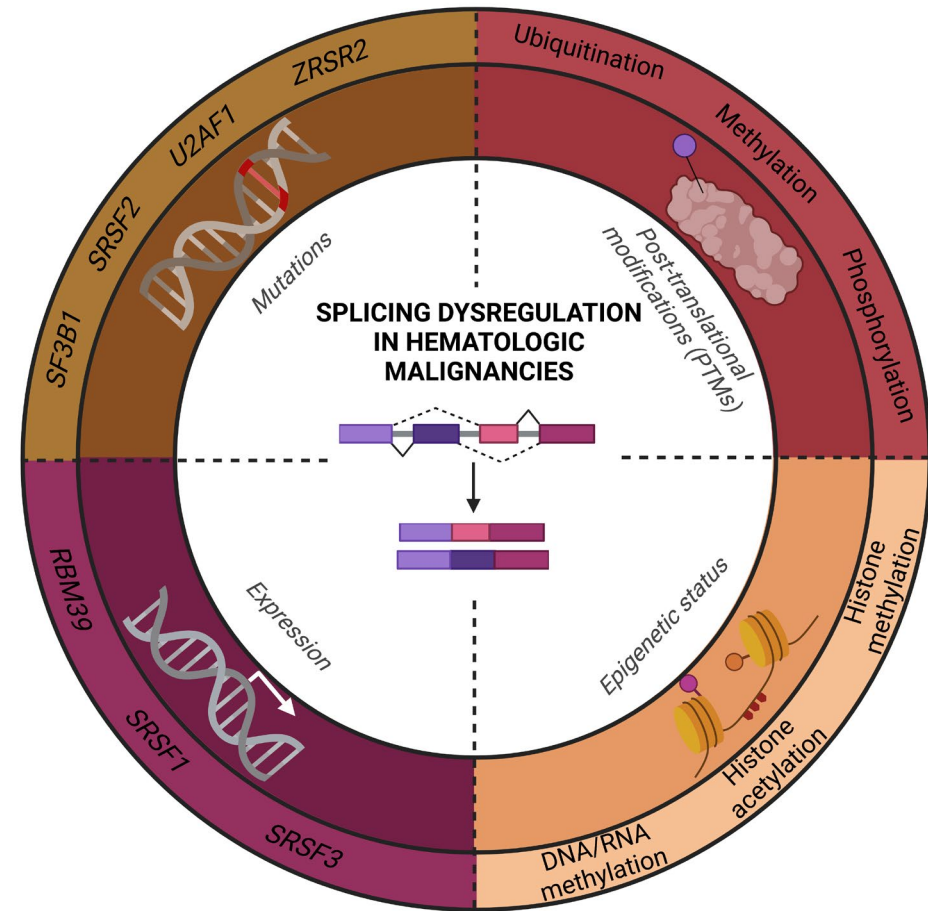 SPLICING DYSREGULATION
IN HEMATOLOGIC
MALIGNANCIES
Mutations
SF3B1
SRSF2
U2AF1
ZRSR2
Post-translational
modifications (PTMs)
Ubiquitination
Methylation
Phosphorylation
Epigenetic status
Histone
methylation
Histone
acetylation
DNA/RNA
methylation
Expression
RBM39
SRSF1
SRSF3